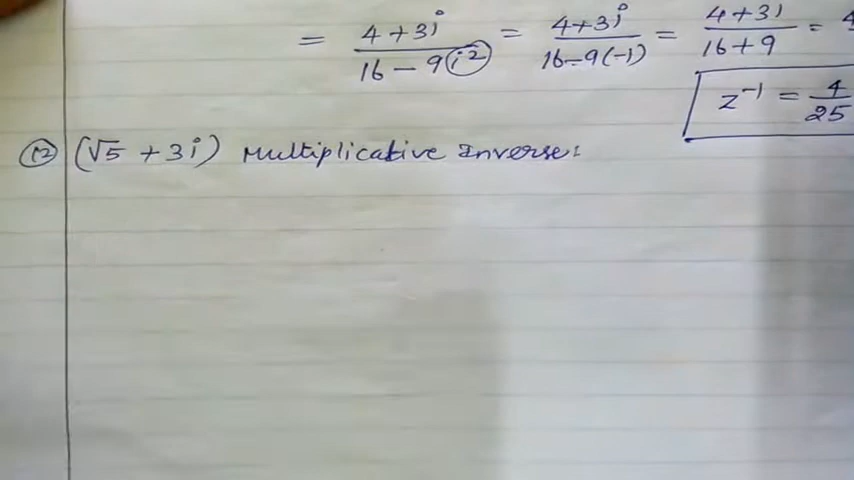 = 4+3i / 16-9i² = 4+3i / 16-9(-1) = 4+3i / 16+9 = 4
z⁻¹ = 4/25
(12) (√5 + 3i) Multiplicative Inverse: